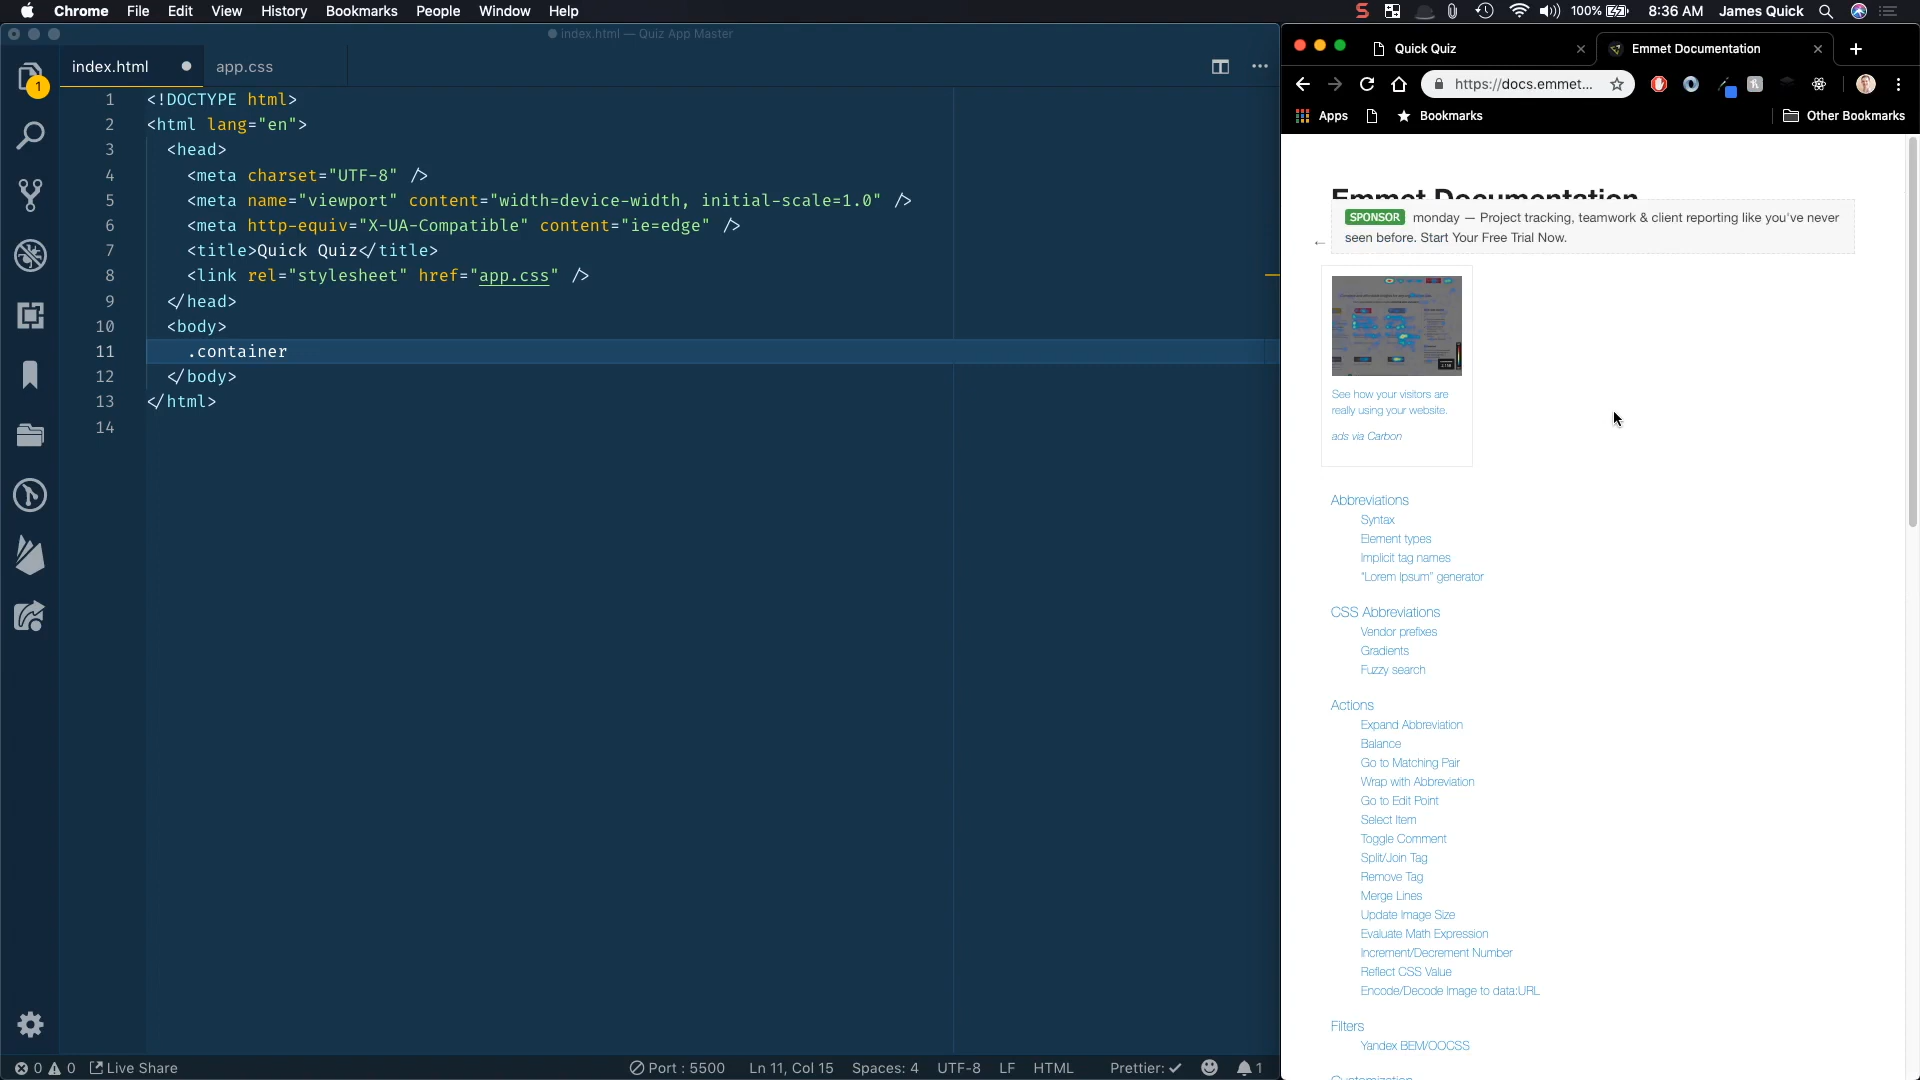 Chrome File Edit View History Bookmarks People Window Help
100% 8:36 AM James Quick
index.html — Quiz App Master
index.html
app.css
1 <!DOCTYPE html>
2 <html lang="en">
3 <head>
4 <meta charset="UTF-8" />
5 <meta name="viewport" content="width=device-width, initial-scale=1.0" />
6 <meta http-equiv="X-UA-Compatible" content="ie=edge" />
7 <title>Quick Quiz</title>
8 <link rel="stylesheet" href="app.css" />
9 </head>
10 <body>
11 .container
12 </body>
13 </html>
14
1
0 0 Live Share Port : 5500 Ln 11, Col 15 Spaces: 4 UTF-8 LF HTML Prettier: ✓ 1
Quick Quiz
Emmet Documentation
https://docs.emmet...
Apps
Bookmarks
Other Bookmarks
Emmet Documentation
SPONSOR monday — Project tracking, teamwork & client reporting like you've never
seen before. Start Your Free Trial Now.
←
See how your visitors are
really using your website.
ads via Carbon
Abbreviations
Syntax
Element types
Implicit tag names
"Lorem Ipsum" generator
CSS Abbreviations
Vendor prefixes
Gradients
Fuzzy search
Actions
Expand Abbreviation
Balance
Go to Matching Pair
Wrap with Abbreviation
Go to Edit Point
Select Item
Toggle Comment
Split/Join Tag
Remove Tag
Merge Lines
Update Image Size
Evaluate Math Expression
Increment/Decrement Number
Reflect CSS Value
Encode/Decode Image to data:URL
Filters
Yandex BEM/OOCSS